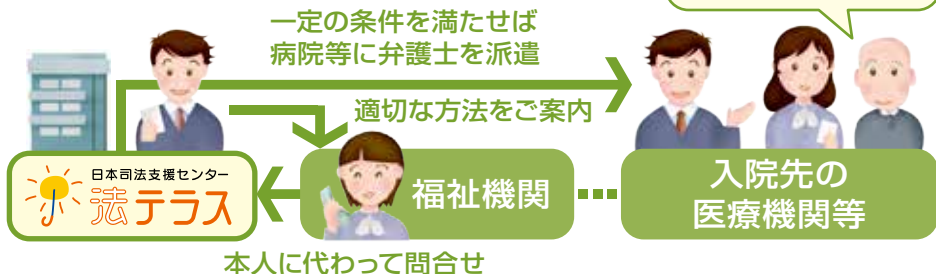 一定の条件を満たせば
病院等に弁護士を派遣
適切な方法をご案内
日本司法支援センター
法テラス
福祉機関
入院先の
医療機関等
本人に代わって問合せ